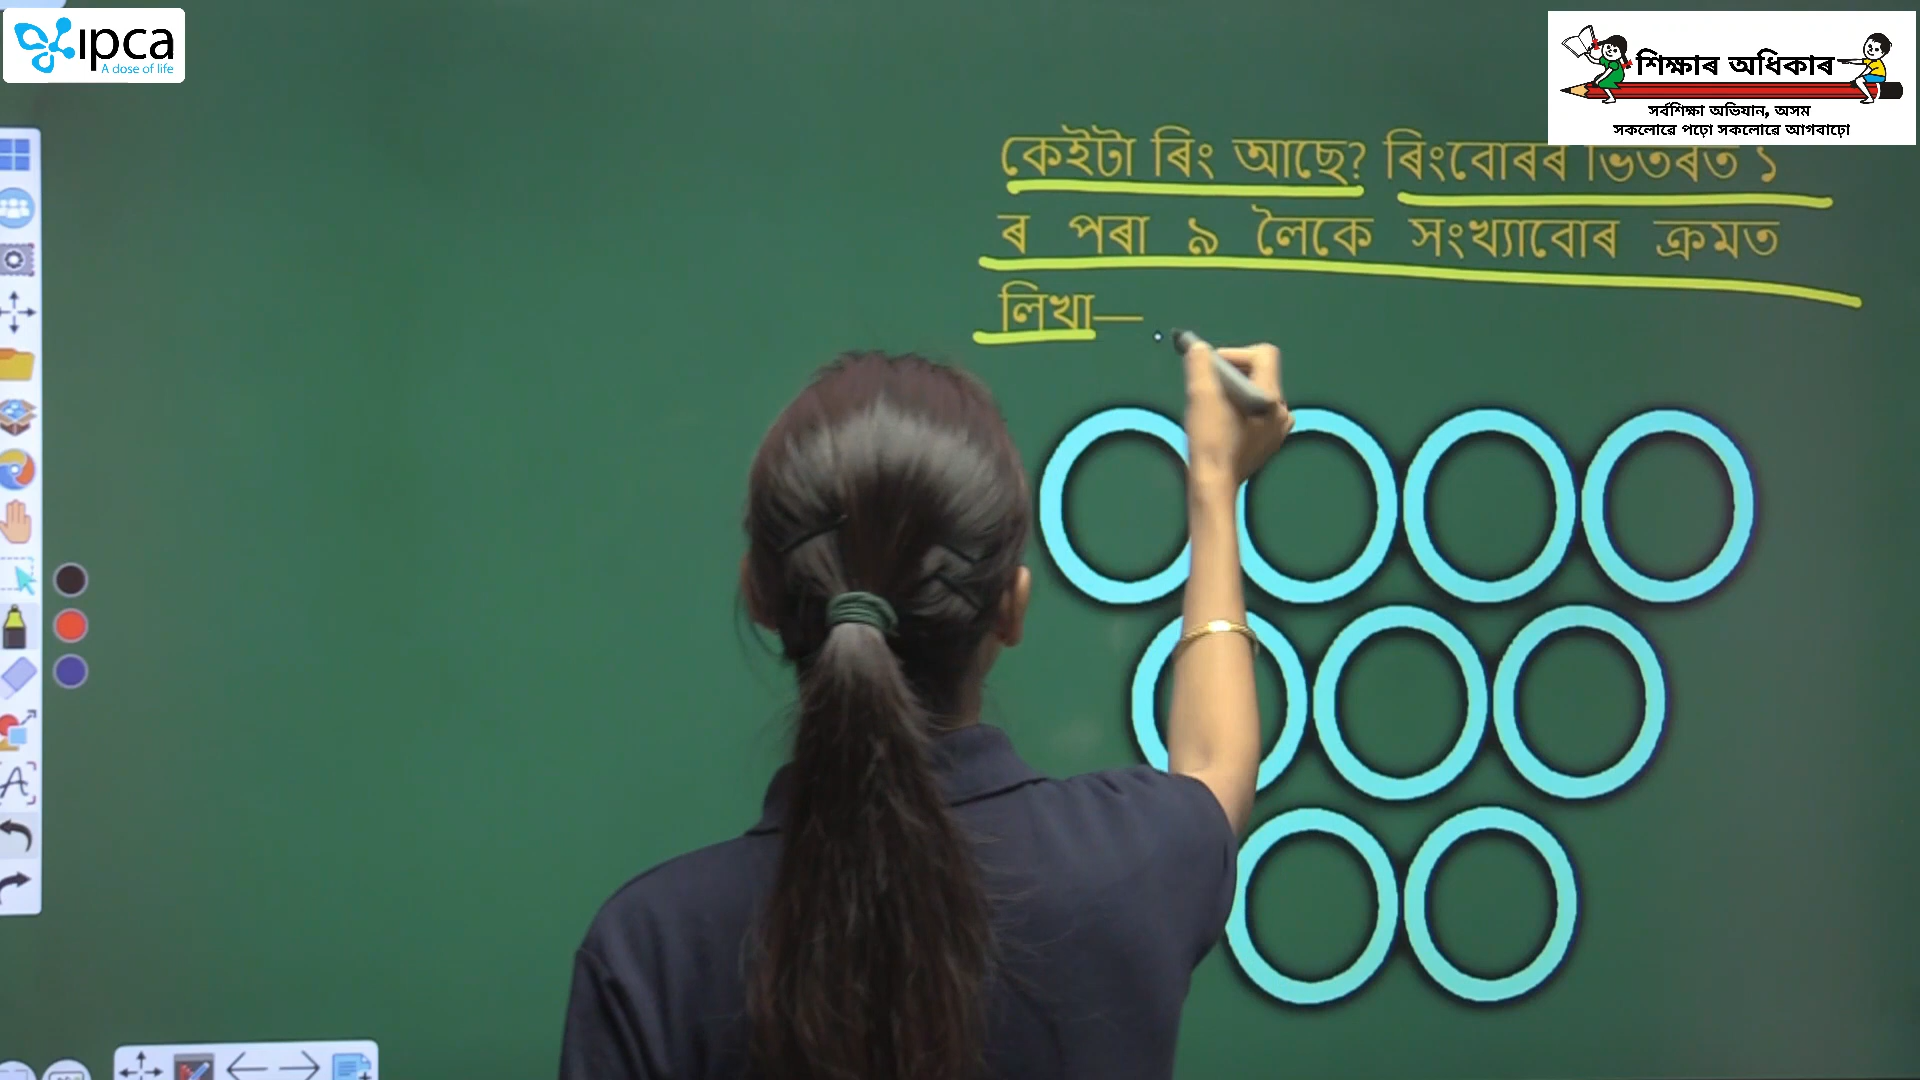 ipca
A dose of life
শিক্ষাৰ অধিকাৰ
সৰ্বশিক্ষা অভিযান, অসম
সকলোৱে পঢ়ো সকলোৱে আগবাঢ়ো
কেইটা ৰিং আছে? ৰিংবোৰৰ ভিতৰত ১
ৰ পৰা ৯ লৈকে সংখ্যাবোৰ ক্ৰমত
লিখা—